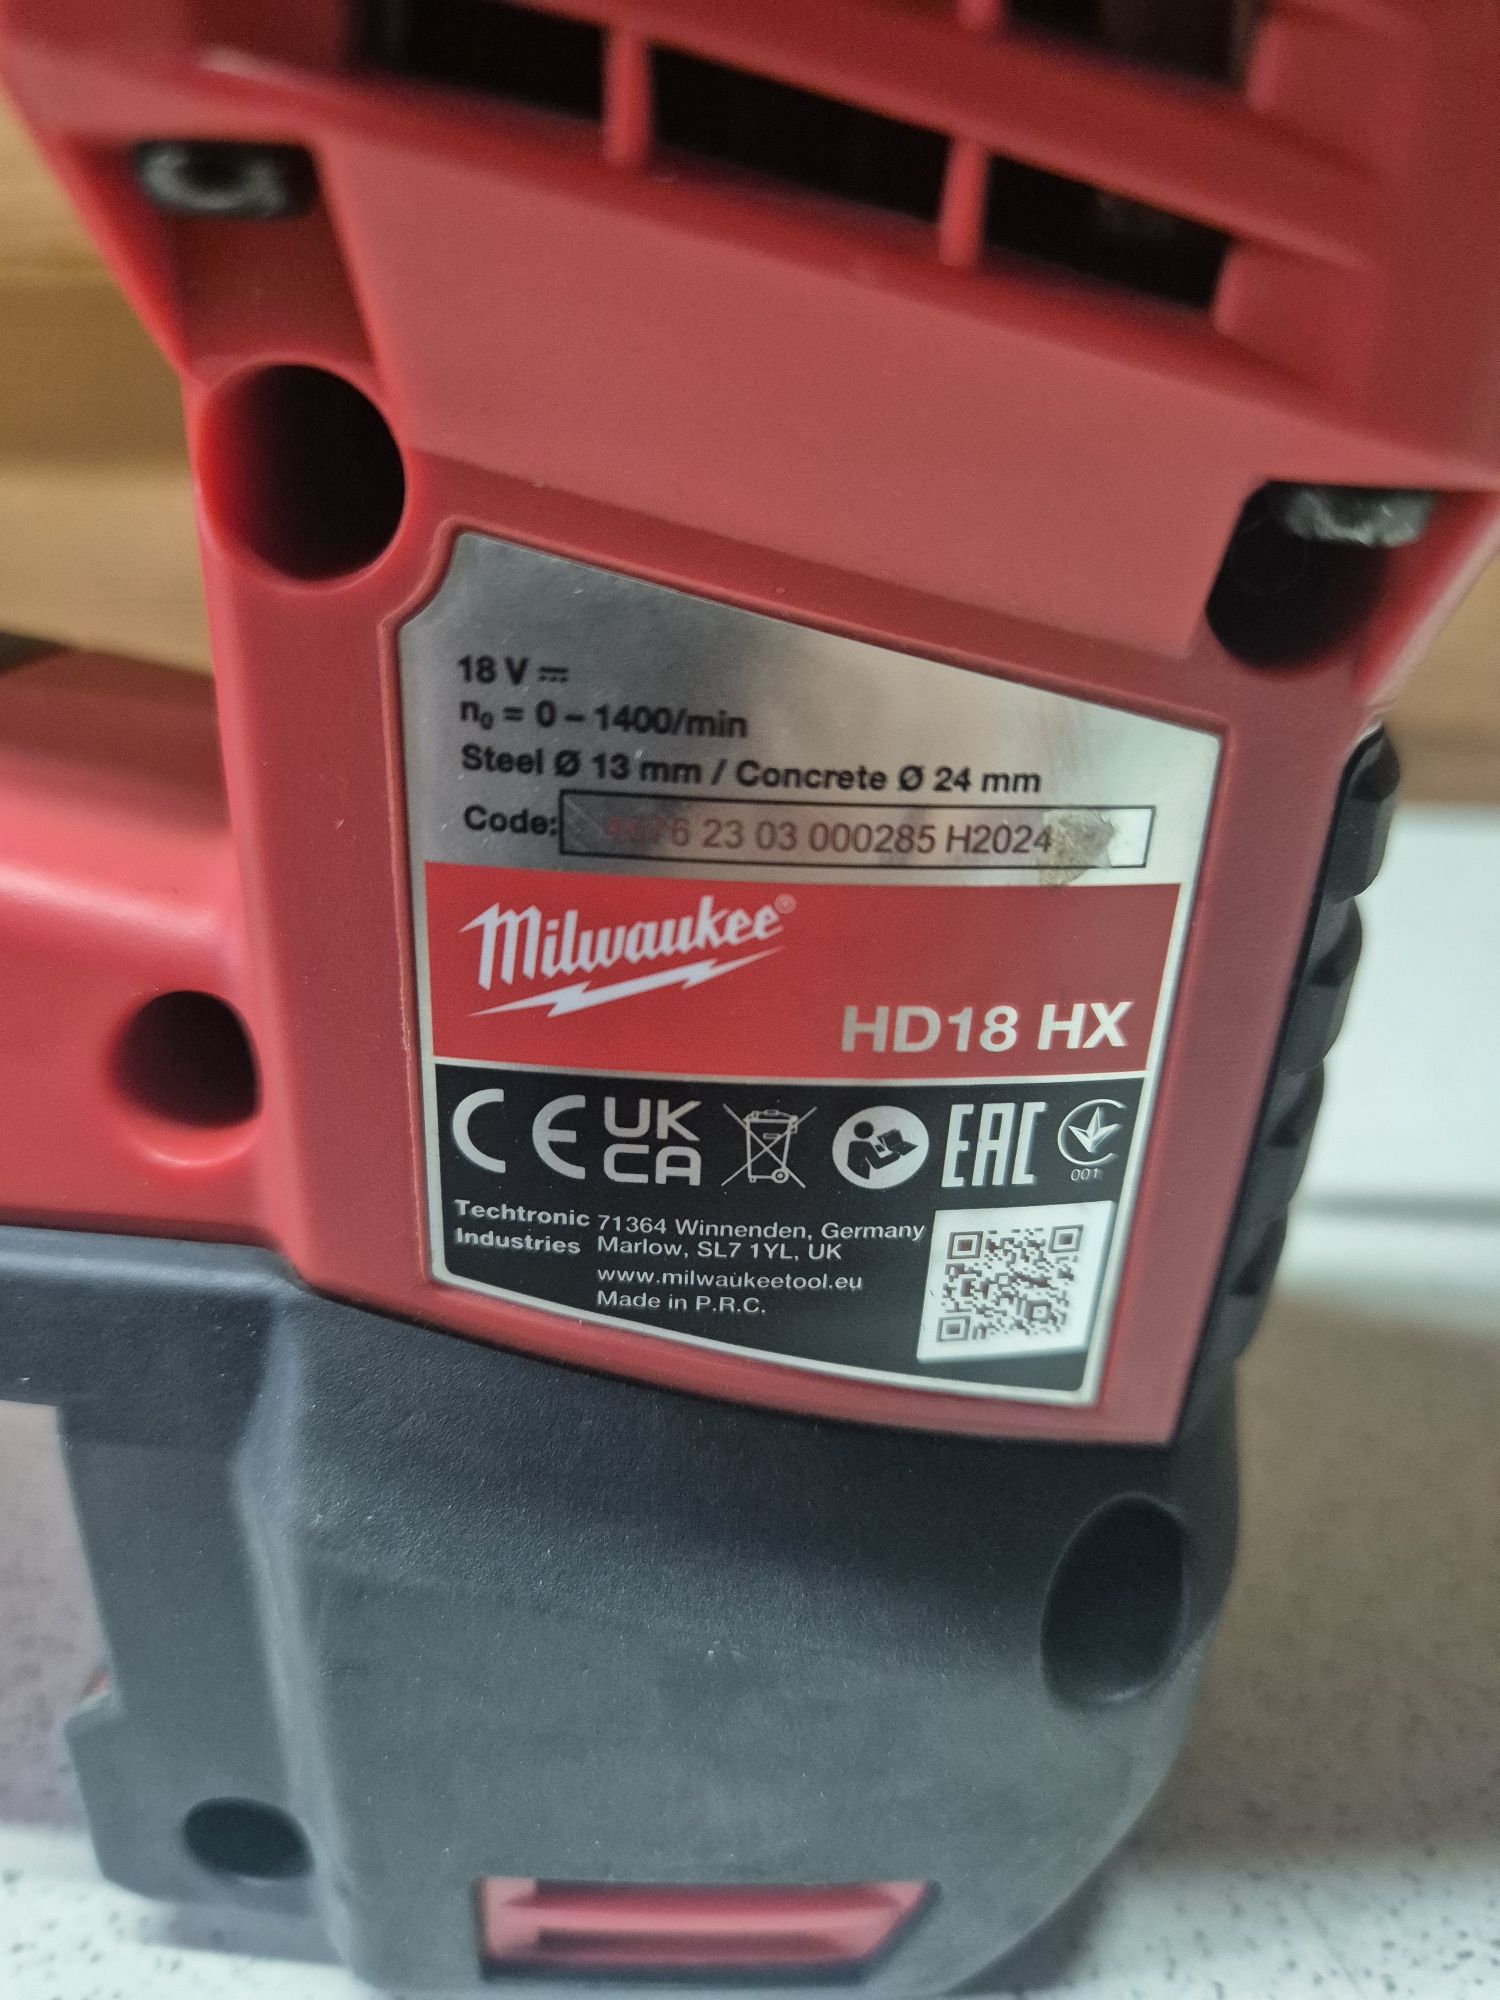 18 V
n₀ = 0 – 1400/min
Steel Ø 13 mm / Concrete Ø 24 mm
Code: 23 03 000285 H2024
Milwaukee®
HD18 HX
CE UK CA EAC 001
Techtronic Industries
71364 Winnenden, Germany
Marlow, SL7 1YL, UK
www.milwaukeetool.eu
Made in P.R.C.